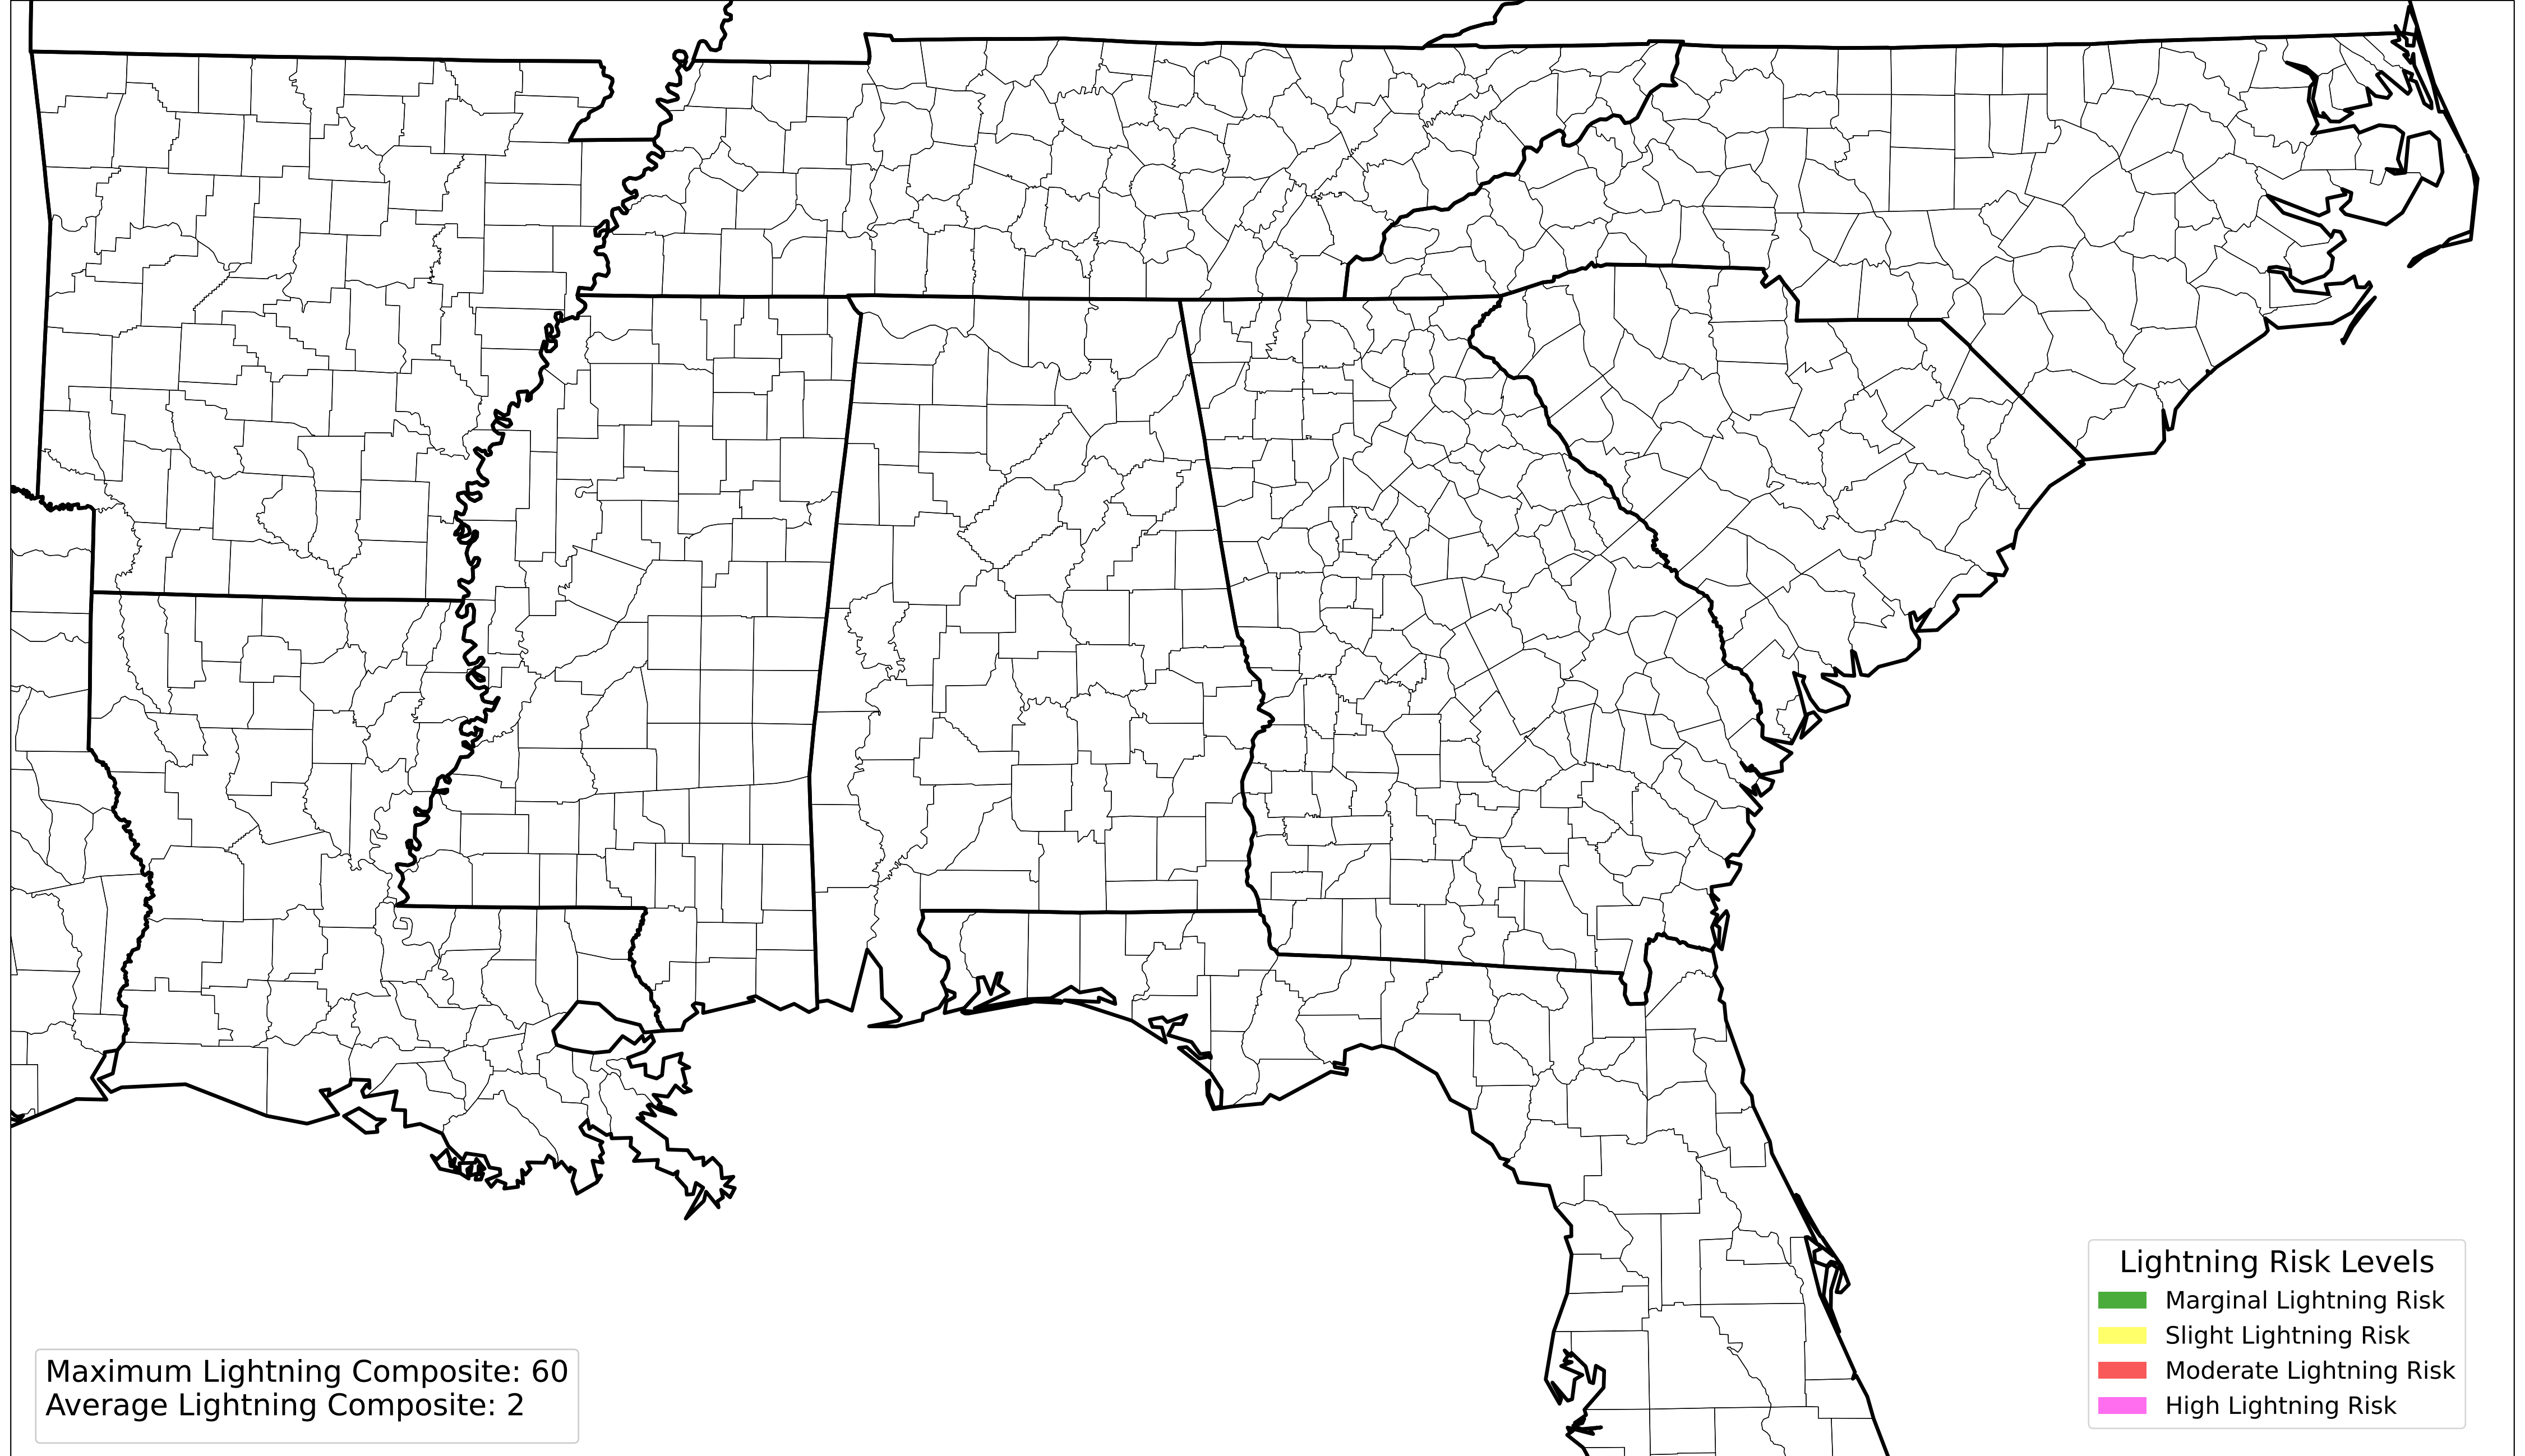 Maximum Lightning Composite: 60
Average Lightning Composite: 2
Lightning Risk Levels
Marginal Lightning Risk
Slight Lightning Risk
Moderate Lightning Risk
High Lightning Risk